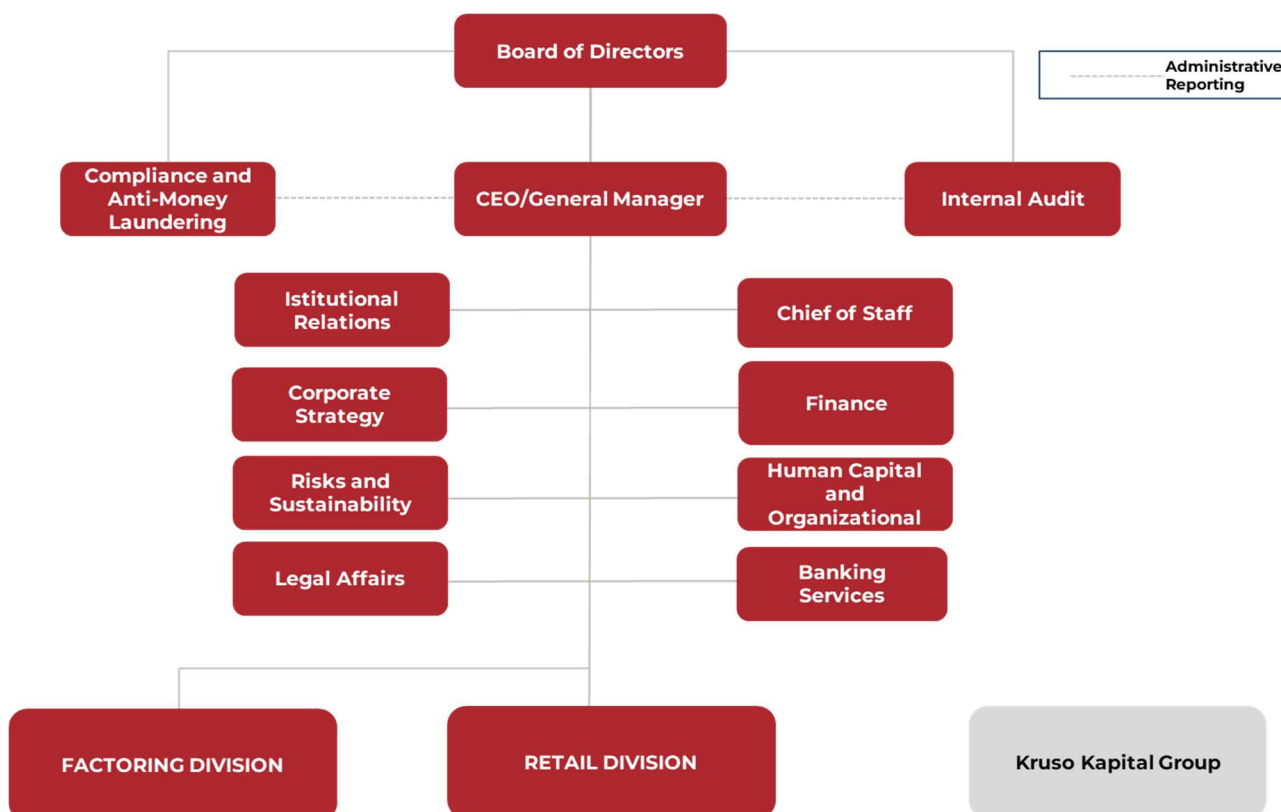 Board of Directors
Administrative
Reporting
Compliance and
Anti-Money
Laundering
CEO/General Manager
Internal Audit
Istitutional
Relations
Chief of Staff
Corporate
Strategy
Finance
Risks and
Sustainability
Human Capital
and
Organizational
Legal Affairs
Banking
Services
FACTORING DIVISION
RETAIL DIVISION
Kruso Kapital Group